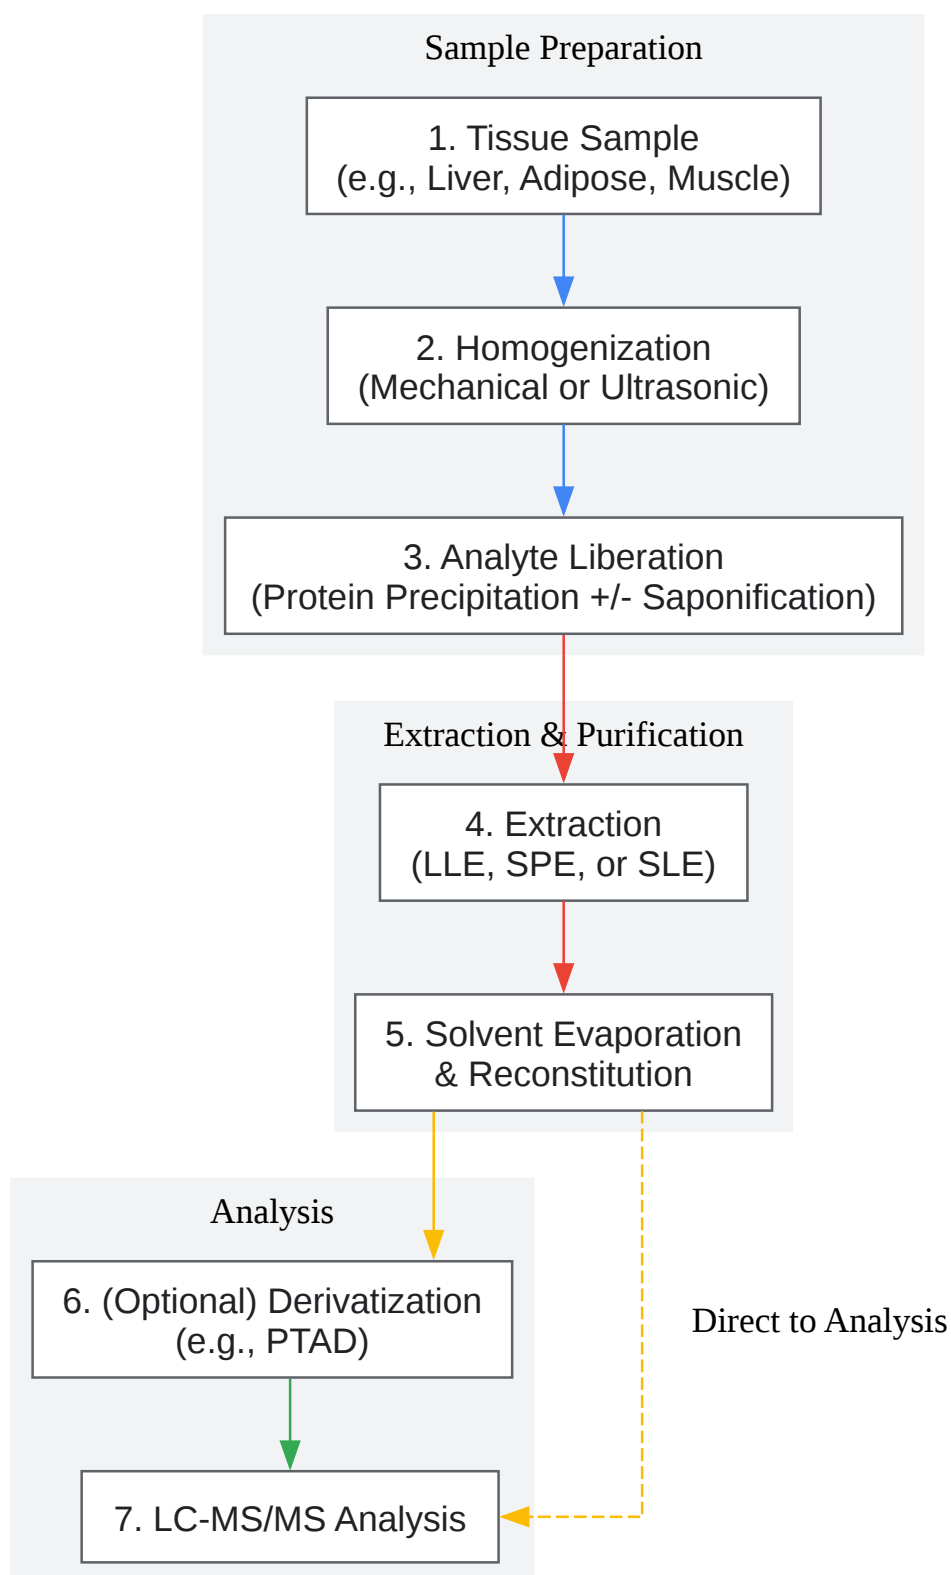 Sample Preparation
1. Tissue Sample
(e.g., Liver, Adipose, Muscle)
2. Homogenization
(Mechanical or Ultrasonic)
3. Analyte Liberation
(Protein Precipitation +/- Saponification)
Extraction & Purification
4. Extraction
(LLE, SPE, or SLE)
5. Solvent Evaporation
& Reconstitution
Analysis
6. (Optional) Derivatization
(e.g., PTAD)
Direct to Analysis
7. LC-MS/MS Analysis